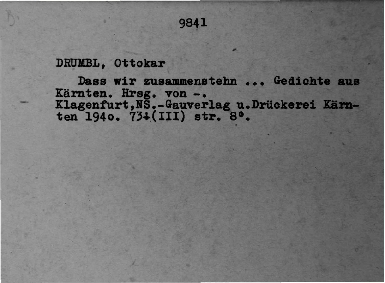 9841
DRUMBL, Ottokar
Dass wir zusammenstehn ... Gedichte aus
Kärnten. Hrsg. von -.
Klagenfurt,NS.-Gauverlag u.Drückerei Kärn-
ten 194o. 73+(III) str. 8°.